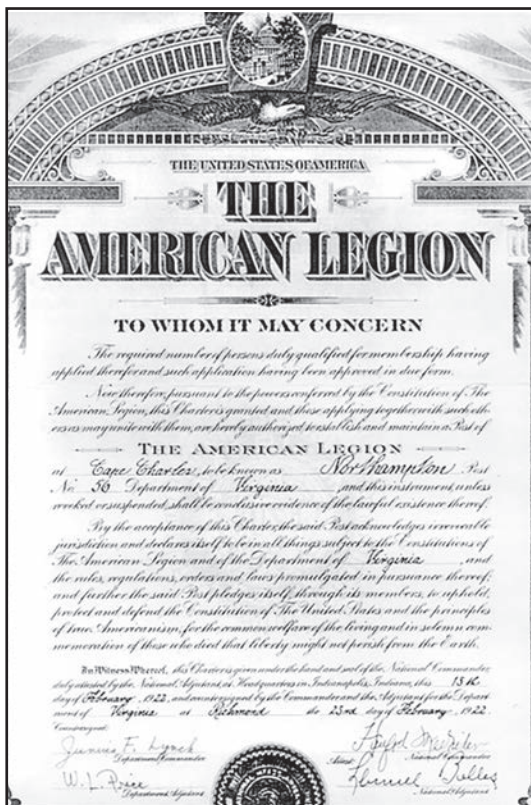 THE UNITED STATES OF AMERICA
THE
AMERICAN LEGION
TO WHOM IT MAY CONCERN
The required number of persons duly qualified for membership having
applied therefor and such application having been approved in due form.
Now therefore, pursuant to the powers conferred by the Constitution of The
American Legion, this Charter is granted and those applying together with such oth-
ers as may unite with them, are hereby authorized to establish and maintain a Post of
THE AMERICAN LEGION
at Cape Charles, to be known as Northampton Post
No. 56 Department of Virginia and this instrument, unless
revoked or suspended, shall be conclusive evidence of the lawful existence thereof.
By the acceptance of this Charter, the said Post acknowledges irrevocable
jurisdiction and declares itself to be in all things subject to the Constitutions of
The American Legion and of the Department of Virginia, and
the rules, regulations, orders and laws promulgated in pursuance thereof;
and further the said Post pledges itself, through its members, to uphold,
protect and defend the Constitution of The United States and the principles
of true Americanism, for the common welfare of the living and in solemn com-
memoration of those who died that liberty might not perish from the Earth.
In Witness Whereof, this Charter is given under the hand and seal of the National Commander,
duly attested by the National Adjutant, at Headquarters in Indianapolis, Indiana, this 13th
day of February, 1922, and countersigned by the Commander and the Adjutant for the Depart-
ment of Virginia at Richmond the 23rd day of February, 1922.
Countersigned:
Junius F. Lynch
Department Commander
National Commander
W. L. Price
Attest:
Lemuel Bolles
Department Adjutant
National Adjutant